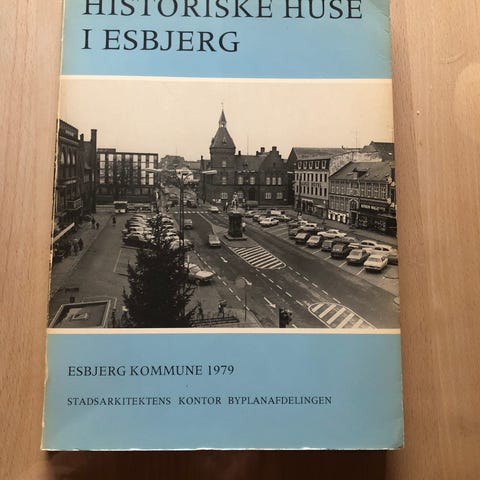 HISTORISKE HUSE
I ESBJERG
ESBJERG KOMMUNE 1979
STADSARKITEKTENS KONTOR BYPLANAFDELINGEN